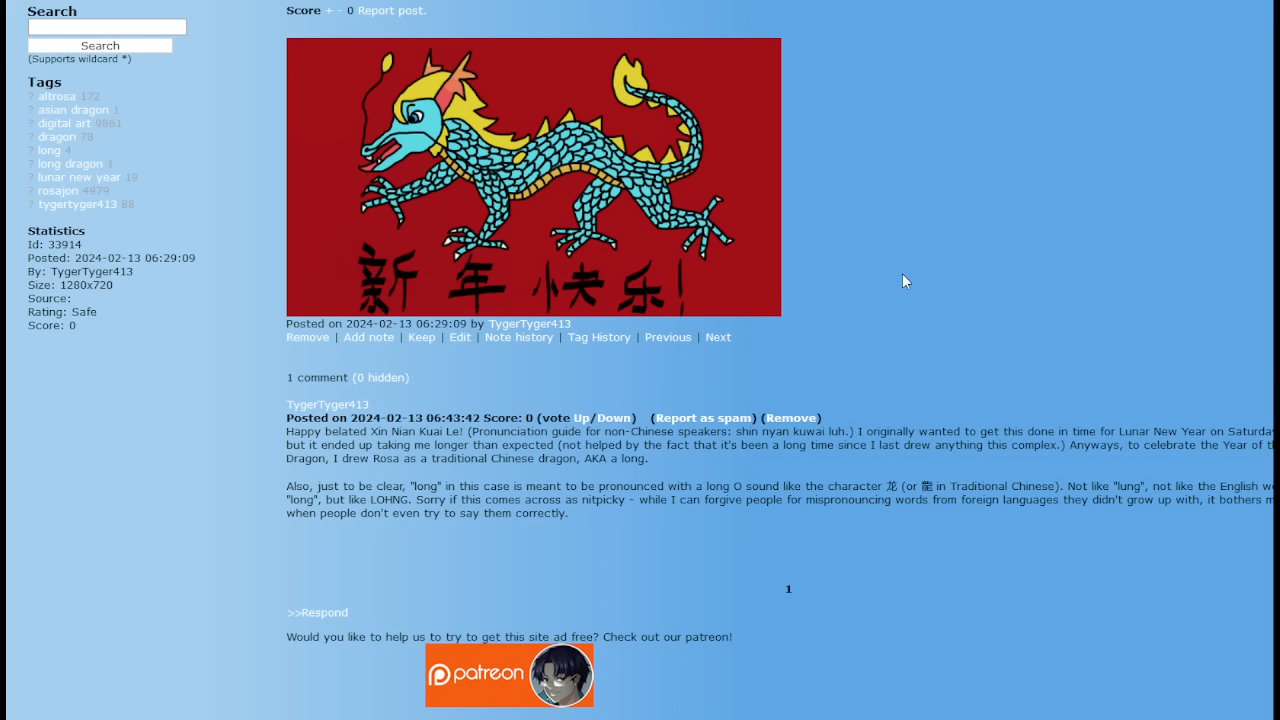 Search
Search
(Supports wildcard *)
Tags
? altrosa 172
? asian dragon 1
? digital art 9861
? dragon 78
? long 4
? long dragon 1
? lunar new year 19
? rosajon 4979
? tygertyger413 88
Statistics
Id: 33914
Posted: 2024-02-13 06:29:09
By: TygerTyger413
Size: 1280x720
Source:
Rating: Safe
Score: 0
Score + - 0 Report post.
新年快乐!
Posted on 2024-02-13 06:29:09 by TygerTyger413
Remove | Add note | Keep | Edit | Note history | Tag History | Previous | Next
1 comment (0 hidden)
TygerTyger413
Posted on 2024-02-13 06:43:42 Score: 0 (vote Up/Down) (Report as spam) (Remove)
Happy belated Xin Nian Kuai Le! (Pronunciation guide for non-Chinese speakers: shin nyan kuwai luh.) I originally wanted to get this done in time for Lunar New Year on Saturda
but it ended up taking me longer than expected (not helped by the fact that it's been a long time since I last drew anything this complex.) Anyways, to celebrate the Year of t
Dragon, I drew Rosa as a traditional Chinese dragon, AKA a long.
Also, just to be clear, "long" in this case is meant to be pronounced with a long O sound like the character 龙 (or 龍 in Traditional Chinese). Not like "lung", not like the English w
"long", but like LOHNG. Sorry if this comes across as nitpicky - while I can forgive people for mispronouncing words from foreign languages they didn't grow up with, it bothers m
when people don't even try to say them correctly.
1
>>Respond
Would you like to help us to try to get this site ad free? Check out our patreon!
patreon